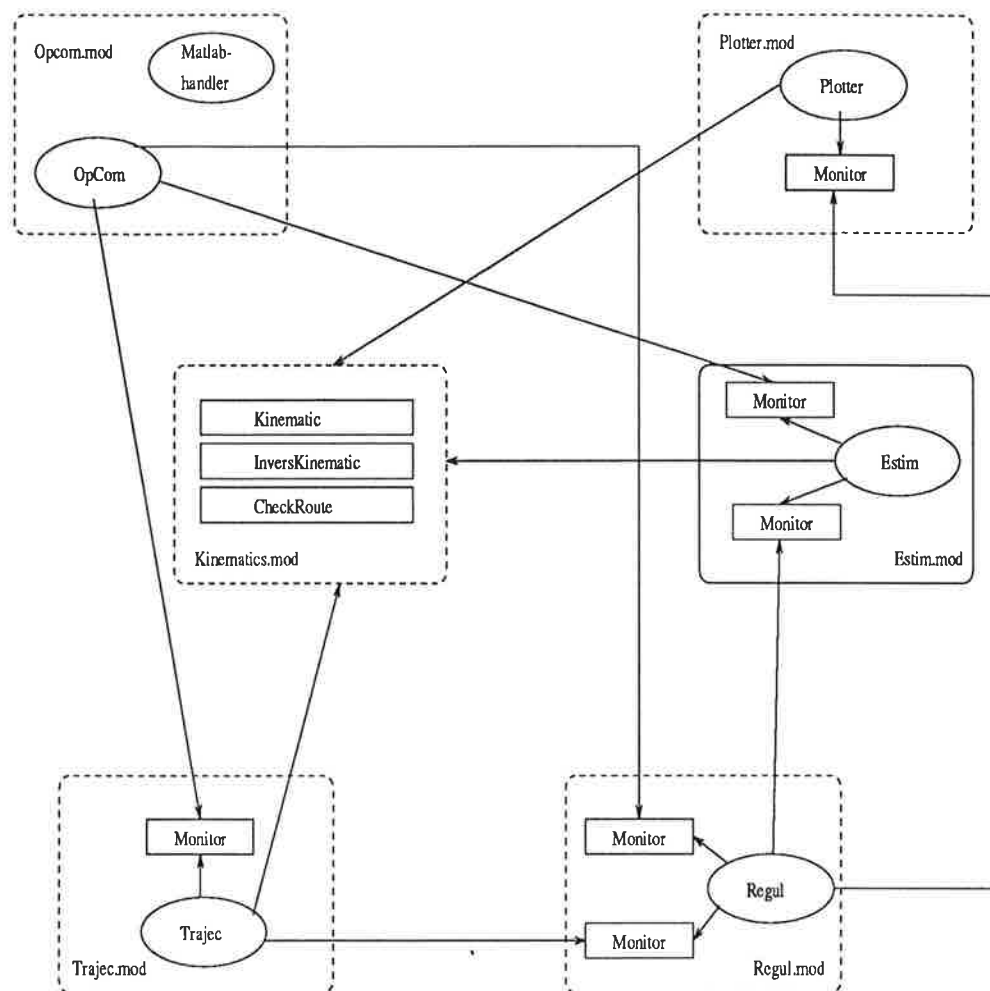 Opcom.mod
Matlab-
handler
OpCom
Plotter.mod
Plotter
Monitor
Kinematic
InversKinematic
CheckRoute
Kinematics.mod
Monitor
Estim
Monitor
Estim.mod
Monitor
Trajec
Trajec.mod
Monitor
Regul
Monitor
Regul.mod